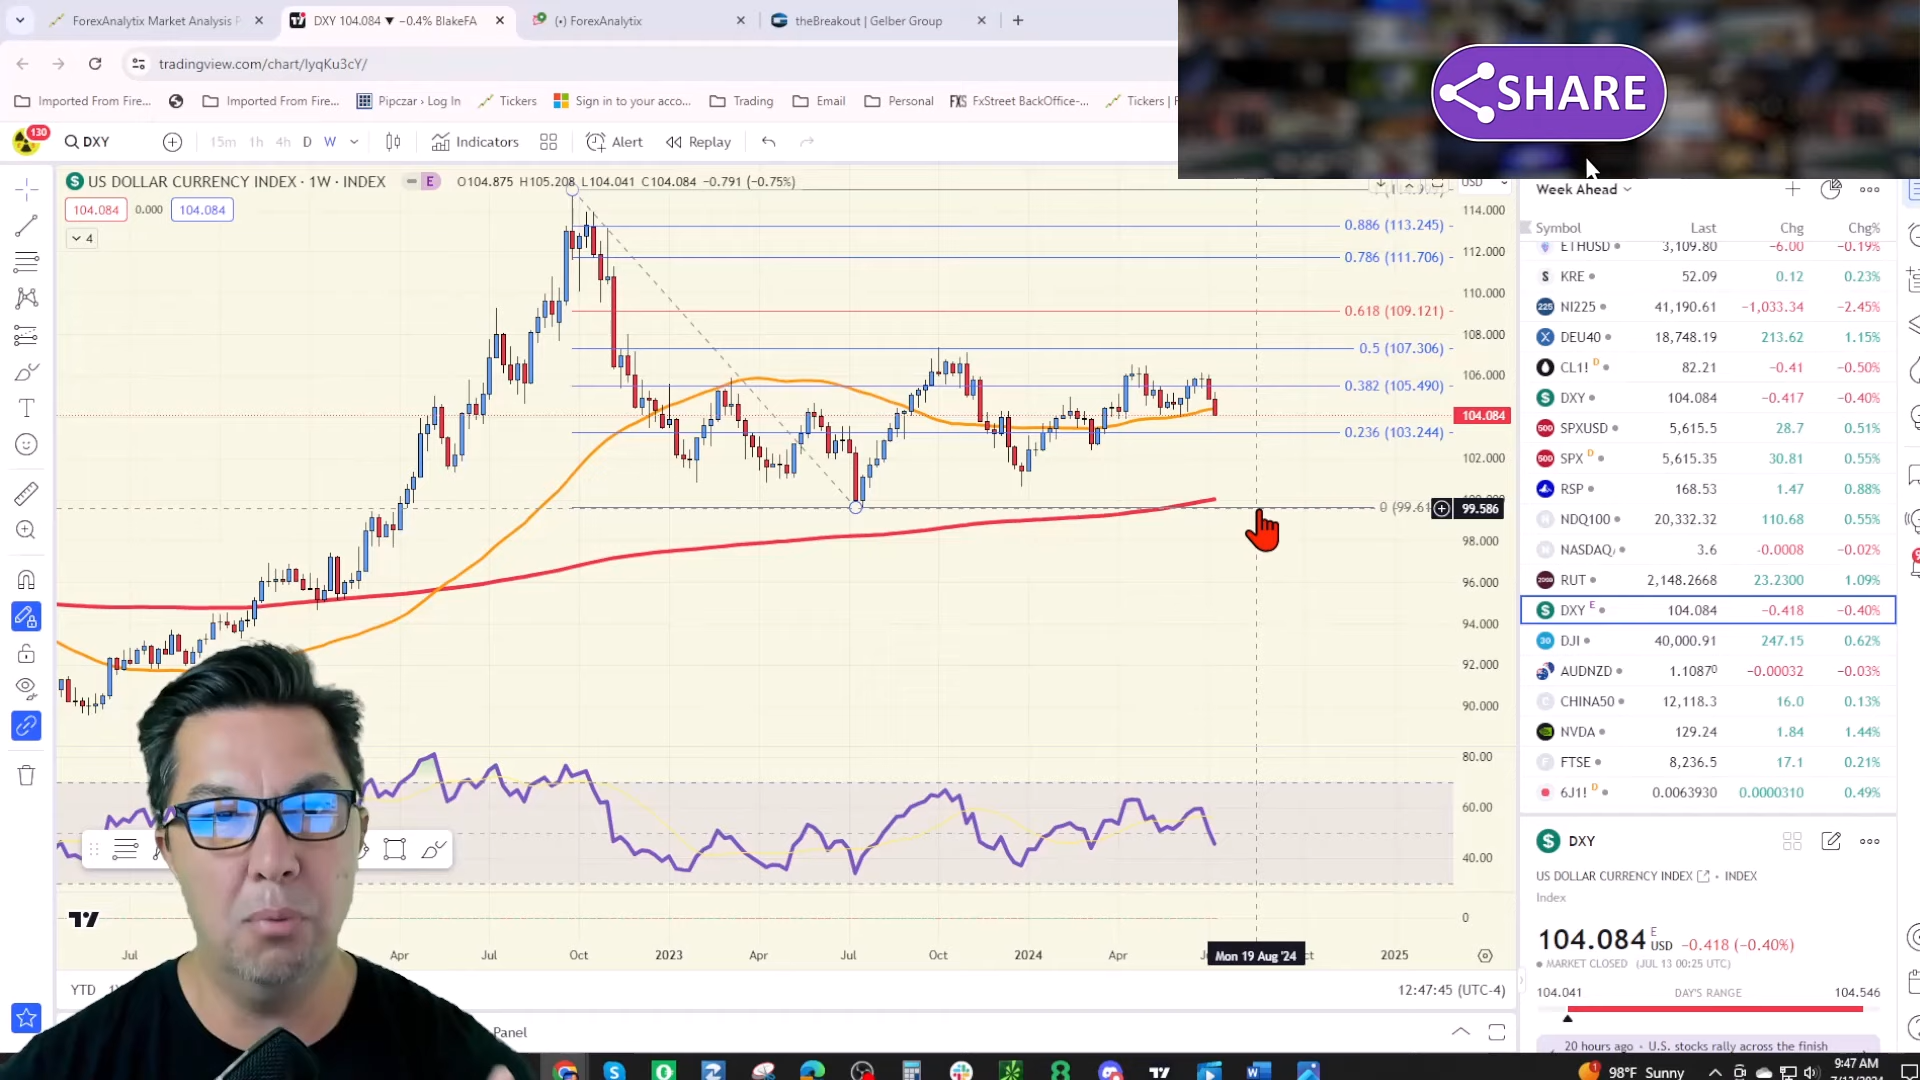 ForexAnalytix Market Analysis
DXY 104.084 ▼ −0.4% BlakeFA
(•) ForexAnalytix
theBreakout | Gelber Group
tradingview.com/chart/lyqKu3cY/
Imported From Fire...
Imported From Fire...
Pipczar › Log In
Tickers
Sign in to your acco...
Trading
Email
Personal
FXS FxStreet BackOffice-...
Tickers |
SHARE
130
DXY
15m 1h 4h D W
Indicators
Alert
Replay
US DOLLAR CURRENCY INDEX · 1W · INDEX
E
O104.875 H105.208 L104.041 C104.084 −0.791 (−0.75%)
USD
104.084 0.000 104.084
4
0.886 (113.245)
0.786 (111.706)
0.618 (109.121)
0.5 (107.306)
0.382 (105.490)
0.236 (103.244)
0 (99.61
114.000
112.000
110.000
108.000
106.000
104.084
102.000
99.586
98.000
96.000
94.000
92.000
90.000
80.00
60.00
40.00
0
Jul
Apr
Jul
Oct
2023
Apr
Jul
Oct
2024
Apr
Mon 19 Aug '24
2025
YTD
12:47:45 (UTC-4)
Panel
Week Ahead
Symbol Last Chg Chg%
ETHUSD 3,109.80 −6.00 −0.19%
S KRE 52.09 0.12 0.23%
225 NI225 41,190.61 −1,033.34 −2.45%
X DEU40 18,748.19 213.62 1.15%
CL1! D 82.21 −0.41 −0.50%
S DXY 104.084 −0.417 −0.40%
500 SPXUSD 5,615.5 28.7 0.51%
500 SPX D 5,615.35 30.81 0.55%
RSP 168.53 1.47 0.88%
N NDQ100 20,332.32 110.68 0.55%
N NASDAQ 3.6 -0.0008 −0.02%
2000 RUT 2,148.2668 23.2300 1.09%
S DXY E 104.084 −0.418 −0.40%
30 DJI 40,000.91 247.15 0.62%
AUDNZD 1.10870 −0.00032 −0.03%
C CHINA50 12,118.3 16.0 0.13%
NVDA 129.24 1.84 1.44%
F FTSE 8,236.5 17.1 0.21%
6J1! D 0.0063930 0.0000310 0.49%
S DXY
US DOLLAR CURRENCY INDEX • INDEX
Index
104.084 E USD −0.418 (−0.40%)
MARKET CLOSED (JUL 13 00:25 UTC)
104.041 DAY'S RANGE 104.546
20 hours ago • U.S. stocks rally across the finish
98°F Sunny
9:47 AM